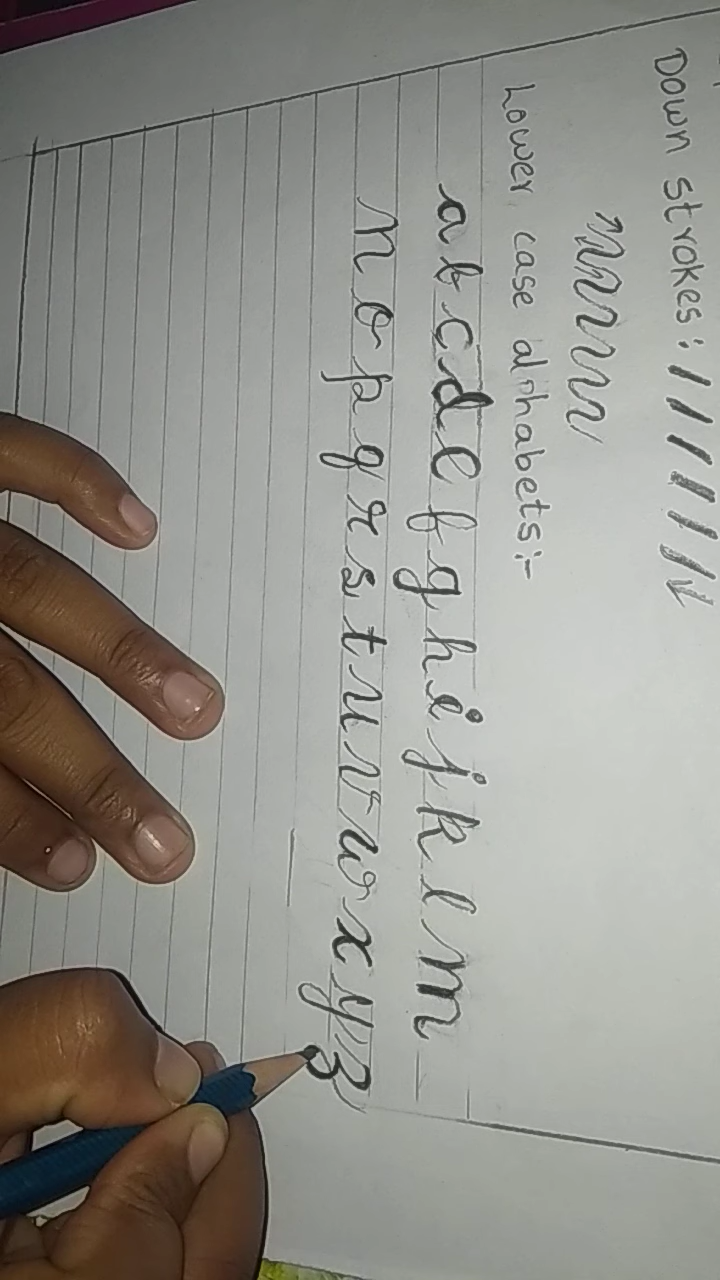 Down strokes:
Lower case alphabets:-
a b c d e f g h i j k l m
n o p q r s t u v w x y z